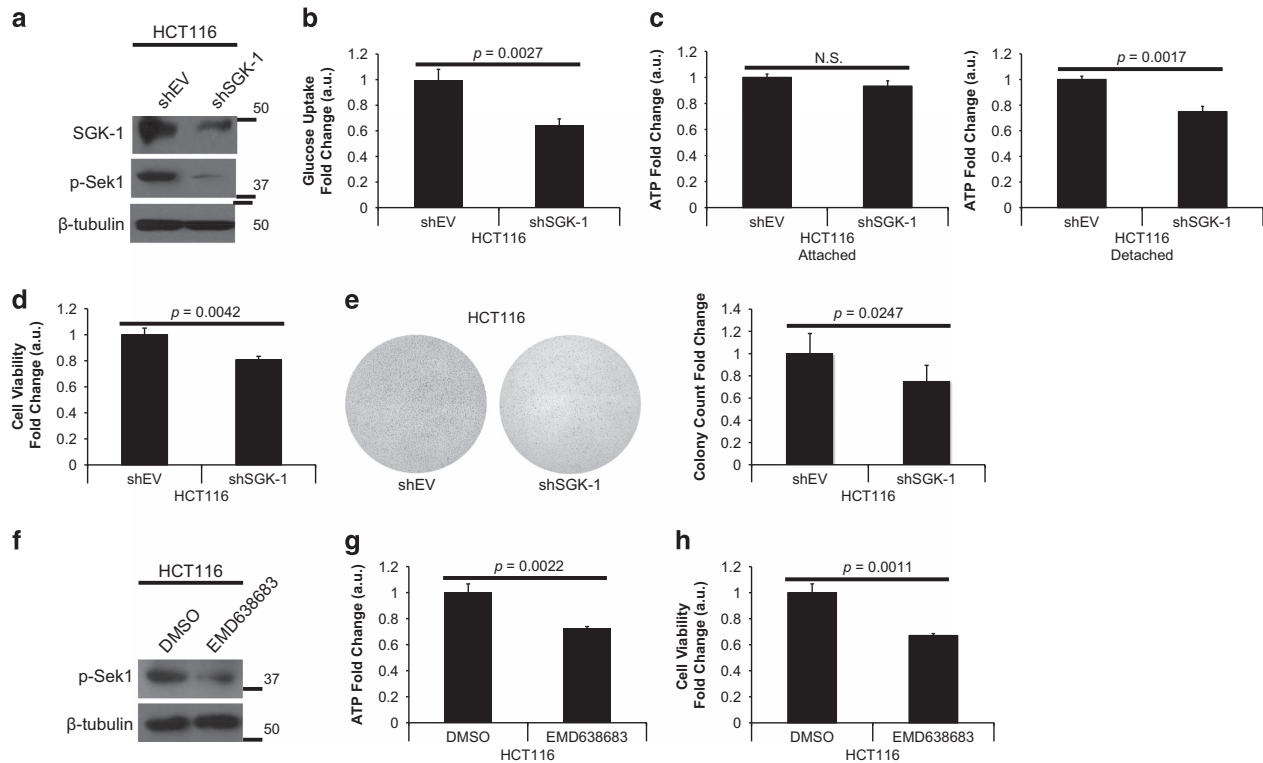 a
HCT116
shEV
shSGK-1
SGK-1
50
p-Sek1
37
β-tubulin
50
b
Glucose Uptake
Fold Change (a.u.)
1.2
1
0.8
0.6
0.4
0.2
0
p = 0.0027
shEV
shSGK-1
HCT116
c
ATP Fold Change (a.u.)
1.2
1
0.8
0.6
0.4
0.2
0
N.S.
shEV
shSGK-1
HCT116
Attached
ATP Fold Change (a.u.)
1.2
1
0.8
0.6
0.4
0.2
0
p = 0.0017
shEV
shSGK-1
HCT116
Detached
d
Cell Viability
Fold Change (a.u.)
1.2
1
0.8
0.6
0.4
0.2
0
p = 0.0042
shEV
shSGK-1
HCT116
e
HCT116
shEV
shSGK-1
Colony Count Fold Change
1.4
1.2
1
0.8
0.6
0.4
0.2
0
p = 0.0247
shEV
shSGK-1
HCT116
f
HCT116
DMSO
EMD638683
p-Sek1
37
β-tubulin
50
g
ATP Fold Change (a.u.)
1.2
1
0.8
0.6
0.4
0.2
0
p = 0.0022
DMSO
EMD638683
HCT116
h
Cell Viability
Fold Change (a.u.)
1.2
1
0.8
0.6
0.4
0.2
0
p = 0.0011
DMSO
EMD638683
HCT116